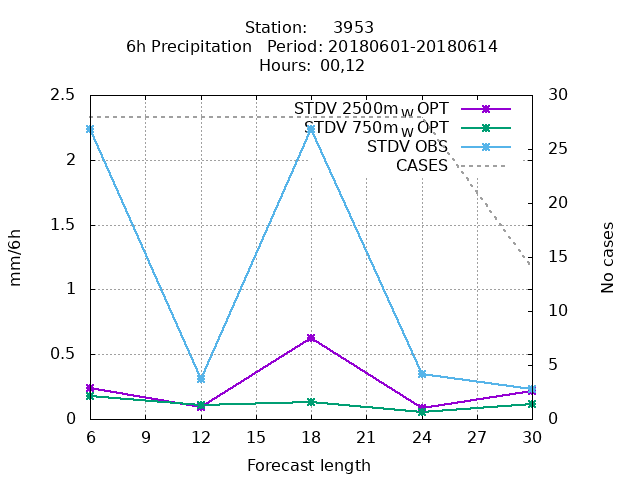 Station: 3953
6h Precipitation Period: 20180601-20180614
Hours: 00,12
STDV 2500m_W OPT
STDV 750m_W OPT
STDV OBS
CASES
2.5
2
1.5
1
0.5
0
mm/6h
30
25
20
15
10
5
0
No cases
6 9 12 15 18 21 24 27 30
Forecast length